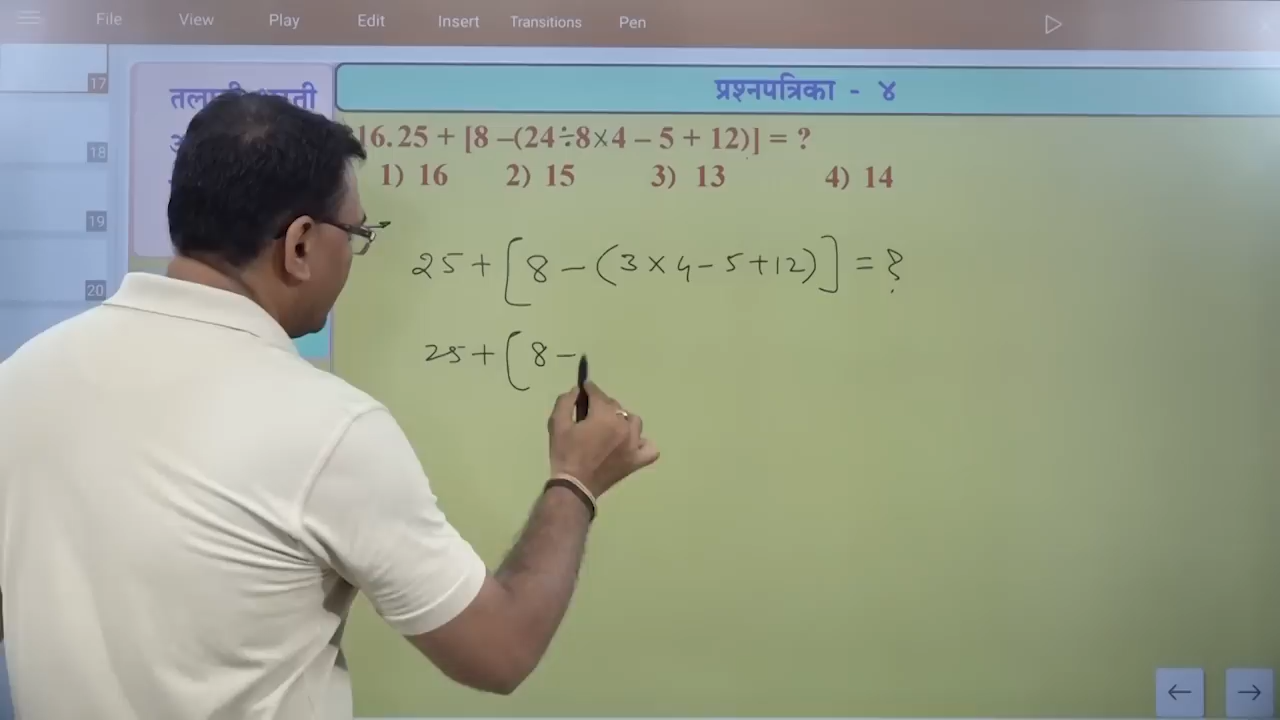 File View Play Edit Insert Transitions Pen
17
18
19
20
प्रश्नपत्रिका - ४
16. 25 + [8 –(24÷8×4 – 5 + 12)] = ?
1) 16 2) 15 3) 13 4) 14
25 + [8 – (3 × 4 – 5 + 12)] = ?
25 + [8 –